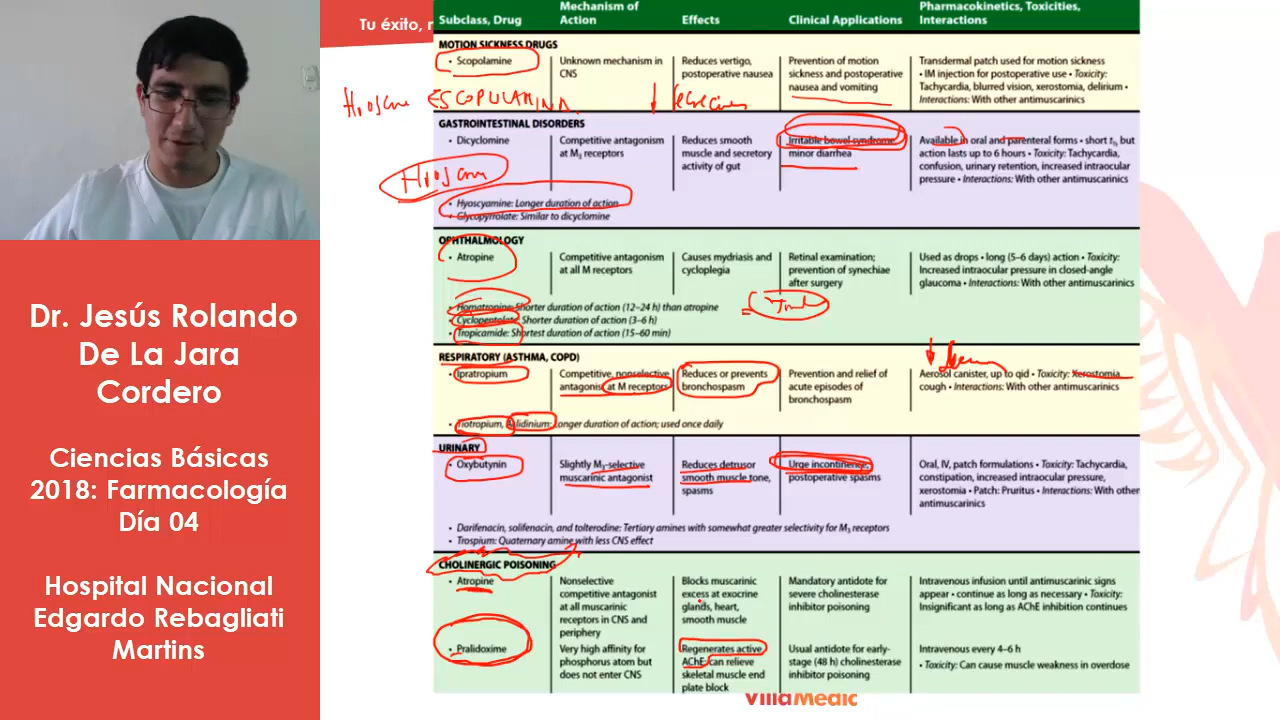 Tu éxito, n
Dr. Jesús Rolando
De La Jara
Cordero
Ciencias Básicas
2018: Farmacología
Día 04
Hospital Nacional
Edgardo Rebagliati
Martins
Subclass, Drug
Mechanism of
Action
Effects
Clinical Applications
Pharmacokinetics, Toxicities,
Interactions
MOTION SICKNESS DRUGS
• Scopolamine
Unknown mechanism in
CNS
Reduces vertigo,
postoperative nausea
Prevention of motion
sickness and postoperative
nausea and vomiting
Transdermal patch used for motion sickness
• IM injection for postoperative use • Toxicity:
Tachycardia, blurred vision, xerostomia, delirium •
Interactions: With other antimuscarinics
ESCOPOLAMINA
GASTROINTESTINAL DISORDERS
• Dicyclomine
Competitive antagonism
at M3 receptors
Reduces smooth
muscle and secretory
activity of gut
Irritable bowel syndrome,
minor diarrhea
Available in oral and parenteral forms • short t½ but
action lasts up to 6 hours • Toxicity: Tachycardia,
confusion, urinary retention, increased intraocular
pressure • Interactions: With other antimuscarinics
• Hyoscyamine: Longer duration of action
• Glycopyrrolate: Similar to dicyclomine
OPHTHALMOLOGY
• Atropine
Competitive antagonism
at all M receptors
Causes mydriasis and
cycloplegia
Retinal examination;
prevention of synechiae
after surgery
Used as drops • long (5–6 days) action • Toxicity:
Increased intraocular pressure in closed-angle
glaucoma • Interactions: With other antimuscarinics
• Homatropine: Shorter duration of action (12–24 h) than atropine
• Cyclopentolate: Shorter duration of action (3–6 h)
• Tropicamide: Shortest duration of action (15–60 min)
RESPIRATORY (ASTHMA, COPD)
• Ipratropium
Competitive, nonselective
antagonist at M receptors
Reduces or prevents
bronchospasm
Prevention and relief of
acute episodes of
bronchospasm
Aerosol canister, up to qid • Toxicity: Xerostomia,
cough • Interactions: With other antimuscarinics
• Tiotropium, Aclidinium: Longer duration of action; used once daily
URINARY
• Oxybutynin
Slightly M3-selective
muscarinic antagonist
Reduces detrusor
smooth muscle tone,
spasms
Urge incontinence;
postoperative spasms
Oral, IV, patch formulations • Toxicity: Tachycardia,
constipation, increased intraocular pressure,
xerostomia • Patch: Pruritus • Interactions: With other
antimuscarinics
• Darifenacin, solifenacin, and tolterodine: Tertiary amines with somewhat greater selectivity for M3 receptors
• Trospium: Quaternary amine with less CNS effect
CHOLINERGIC POISONING
• Atropine
Nonselective
competitive antagonist
at all muscarinic
receptors in CNS and
periphery
Blocks muscarinic
excess at exocrine
glands, heart,
smooth muscle
Mandatory antidote for
severe cholinesterase
inhibitor poisoning
Intravenous infusion until antimuscarinic signs
appear • continue as long as necessary • Toxicity:
Insignificant as long as AChE inhibition continues
• Pralidoxime
Very high affinity for
phosphorus atom but
does not enter CNS
Regenerates active
AChE; can relieve
skeletal muscle end
plate block
Usual antidote for early-
stage (48 h) cholinesterase
inhibitor poisoning
Intravenous every 4–6 h
• Toxicity: Can cause muscle weakness in overdose
VillaMedic